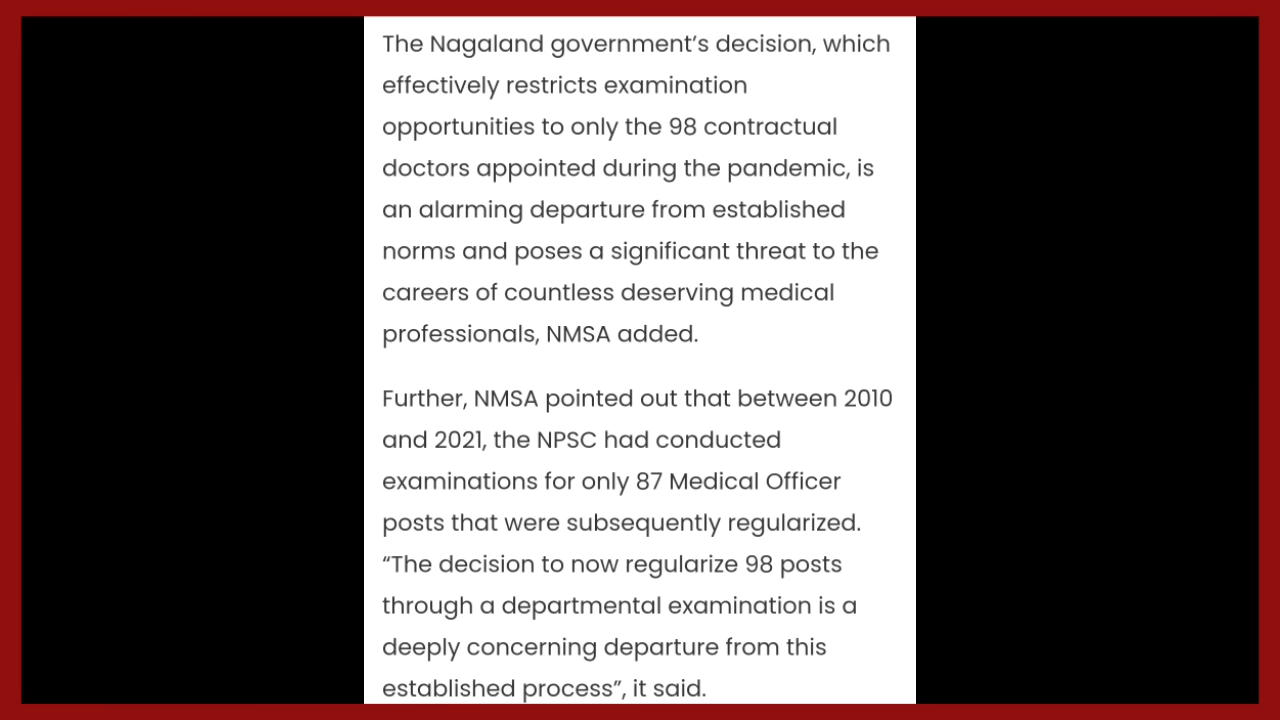 The Nagaland government’s decision, which
effectively restricts examination
opportunities to only the 98 contractual
doctors appointed during the pandemic, is
an alarming departure from established
norms and poses a significant threat to the
careers of countless deserving medical
professionals, NMSA added.
Further, NMSA pointed out that between 2010
and 2021, the NPSC had conducted
examinations for only 87 Medical Officer
posts that were subsequently regularized.
“The decision to now regularize 98 posts
through a departmental examination is a
deeply concerning departure from this
established process”, it said.